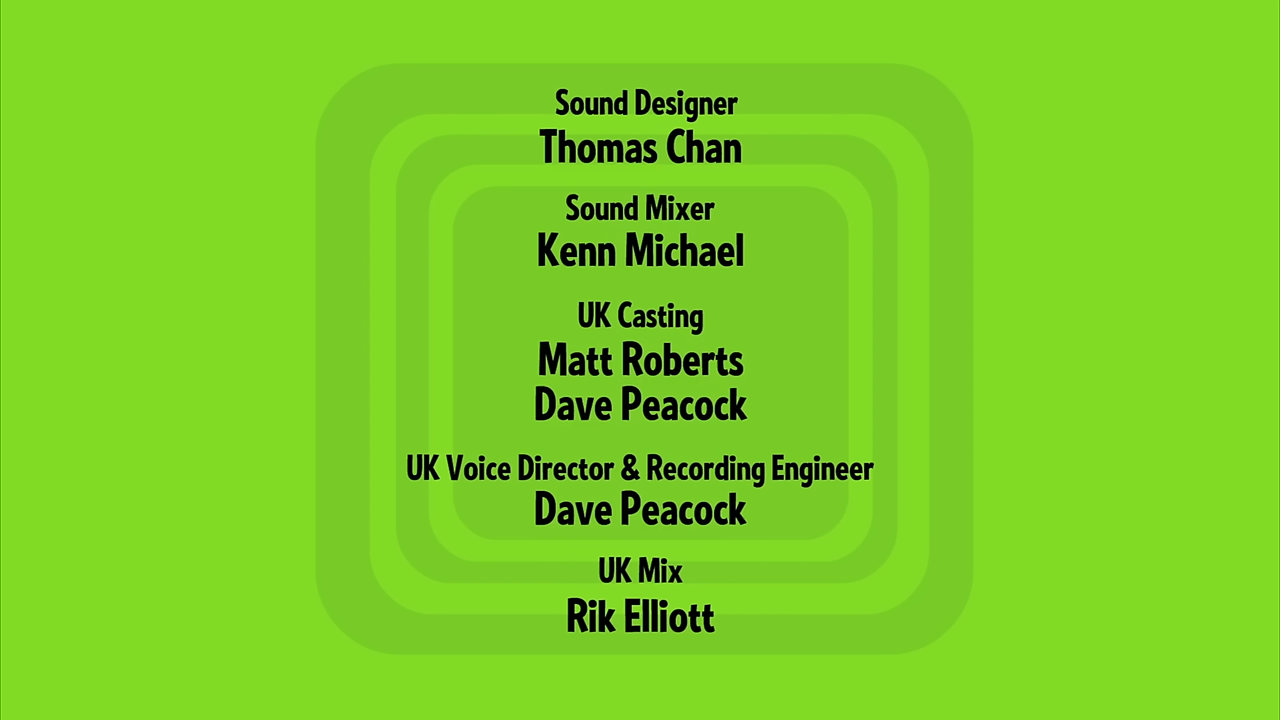 Sound Designer
Thomas Chan
Sound Mixer
Kenn Michael
UK Casting
Matt Roberts
Dave Peacock
UK Voice Director & Recording Engineer
Dave Peacock
UK Mix
Rik Elliott